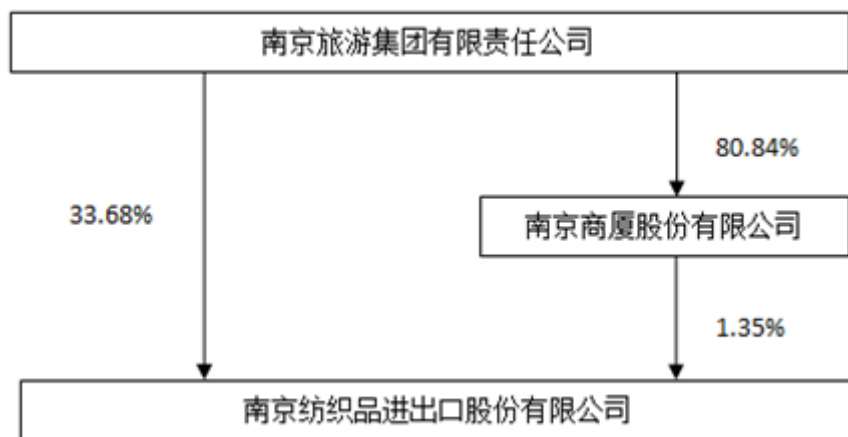 南京旅游集团有限责任公司
80.84%
33.68%
南京商厦股份有限公司
1.35%
南京纺织品进出口股份有限公司